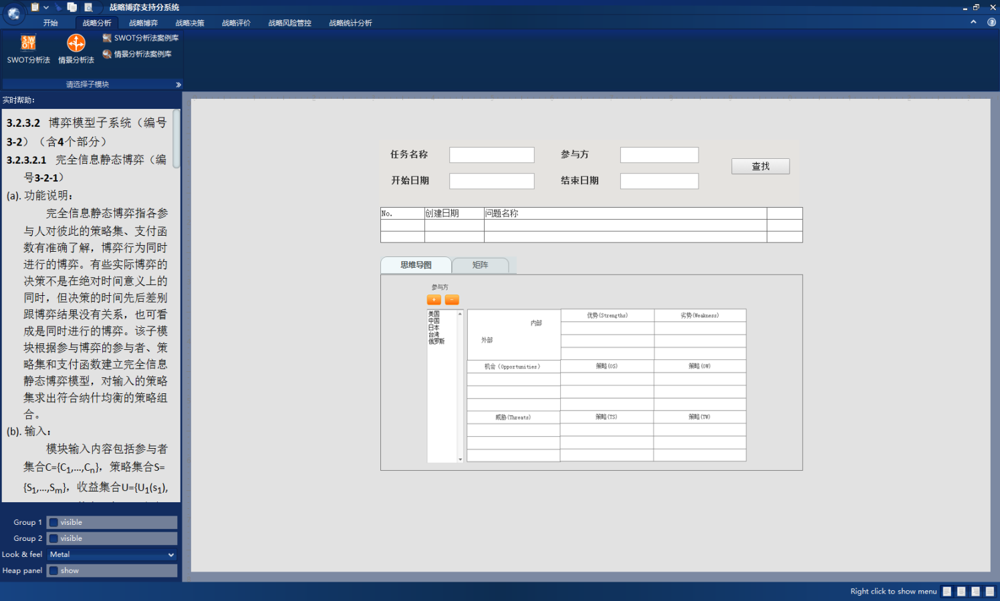 战略博弈支持分系统
开始 战略分析 战略博弈 战略决策 战略评价 战略风险管控 战略统计分析
SWOT
SWOT分析法
情景分析法
SWOT分析法案例库
情景分析法案例库
请选择子模块
实时帮助:
3.2.3.2 博弈模型子系统（编号
3-2）（含4个部分）
3.2.3.2.1 完全信息静态博弈（编
号3-2-1）
(a). 功能说明:
完全信息静态博弈指各参
与人对彼此的策略集、支付函
数有准确了解，博弈行为同时
进行的博弈。有些实际博弈的
决策不是在绝对时间意义上的
同时，但决策的时间先后差别
跟博弈结果没有关系，也可看
成是同时进行的博弈。该子模
块根据参与博弈的参与者、策
略集和支付函数建立完全信息
静态博弈模型，对输入的策略
集求出符合纳什均衡的策略组
合。
(b). 输入:
模块输入内容包括参与者
集合C={C1,...,Cn}，策略集合S=
{S1,...,Sm}，收益集合U={U1(s1),
Group 1 visible
Group 2 visible
Look & feel Metal
Heap panel show
任务名称 参与方
开始日期 结束日期
查找
No. 创建日期 问题名称
思维导图 矩阵
参与方
+ -
美国
中国
日本
台湾
俄罗斯
内部
外部
优势(Strengths) 劣势(Weakness)
机会（Opportunities） 策略(OS) 策略(OW)
威胁(Threats) 策略(TS) 策略(TW)
Right click to show menu